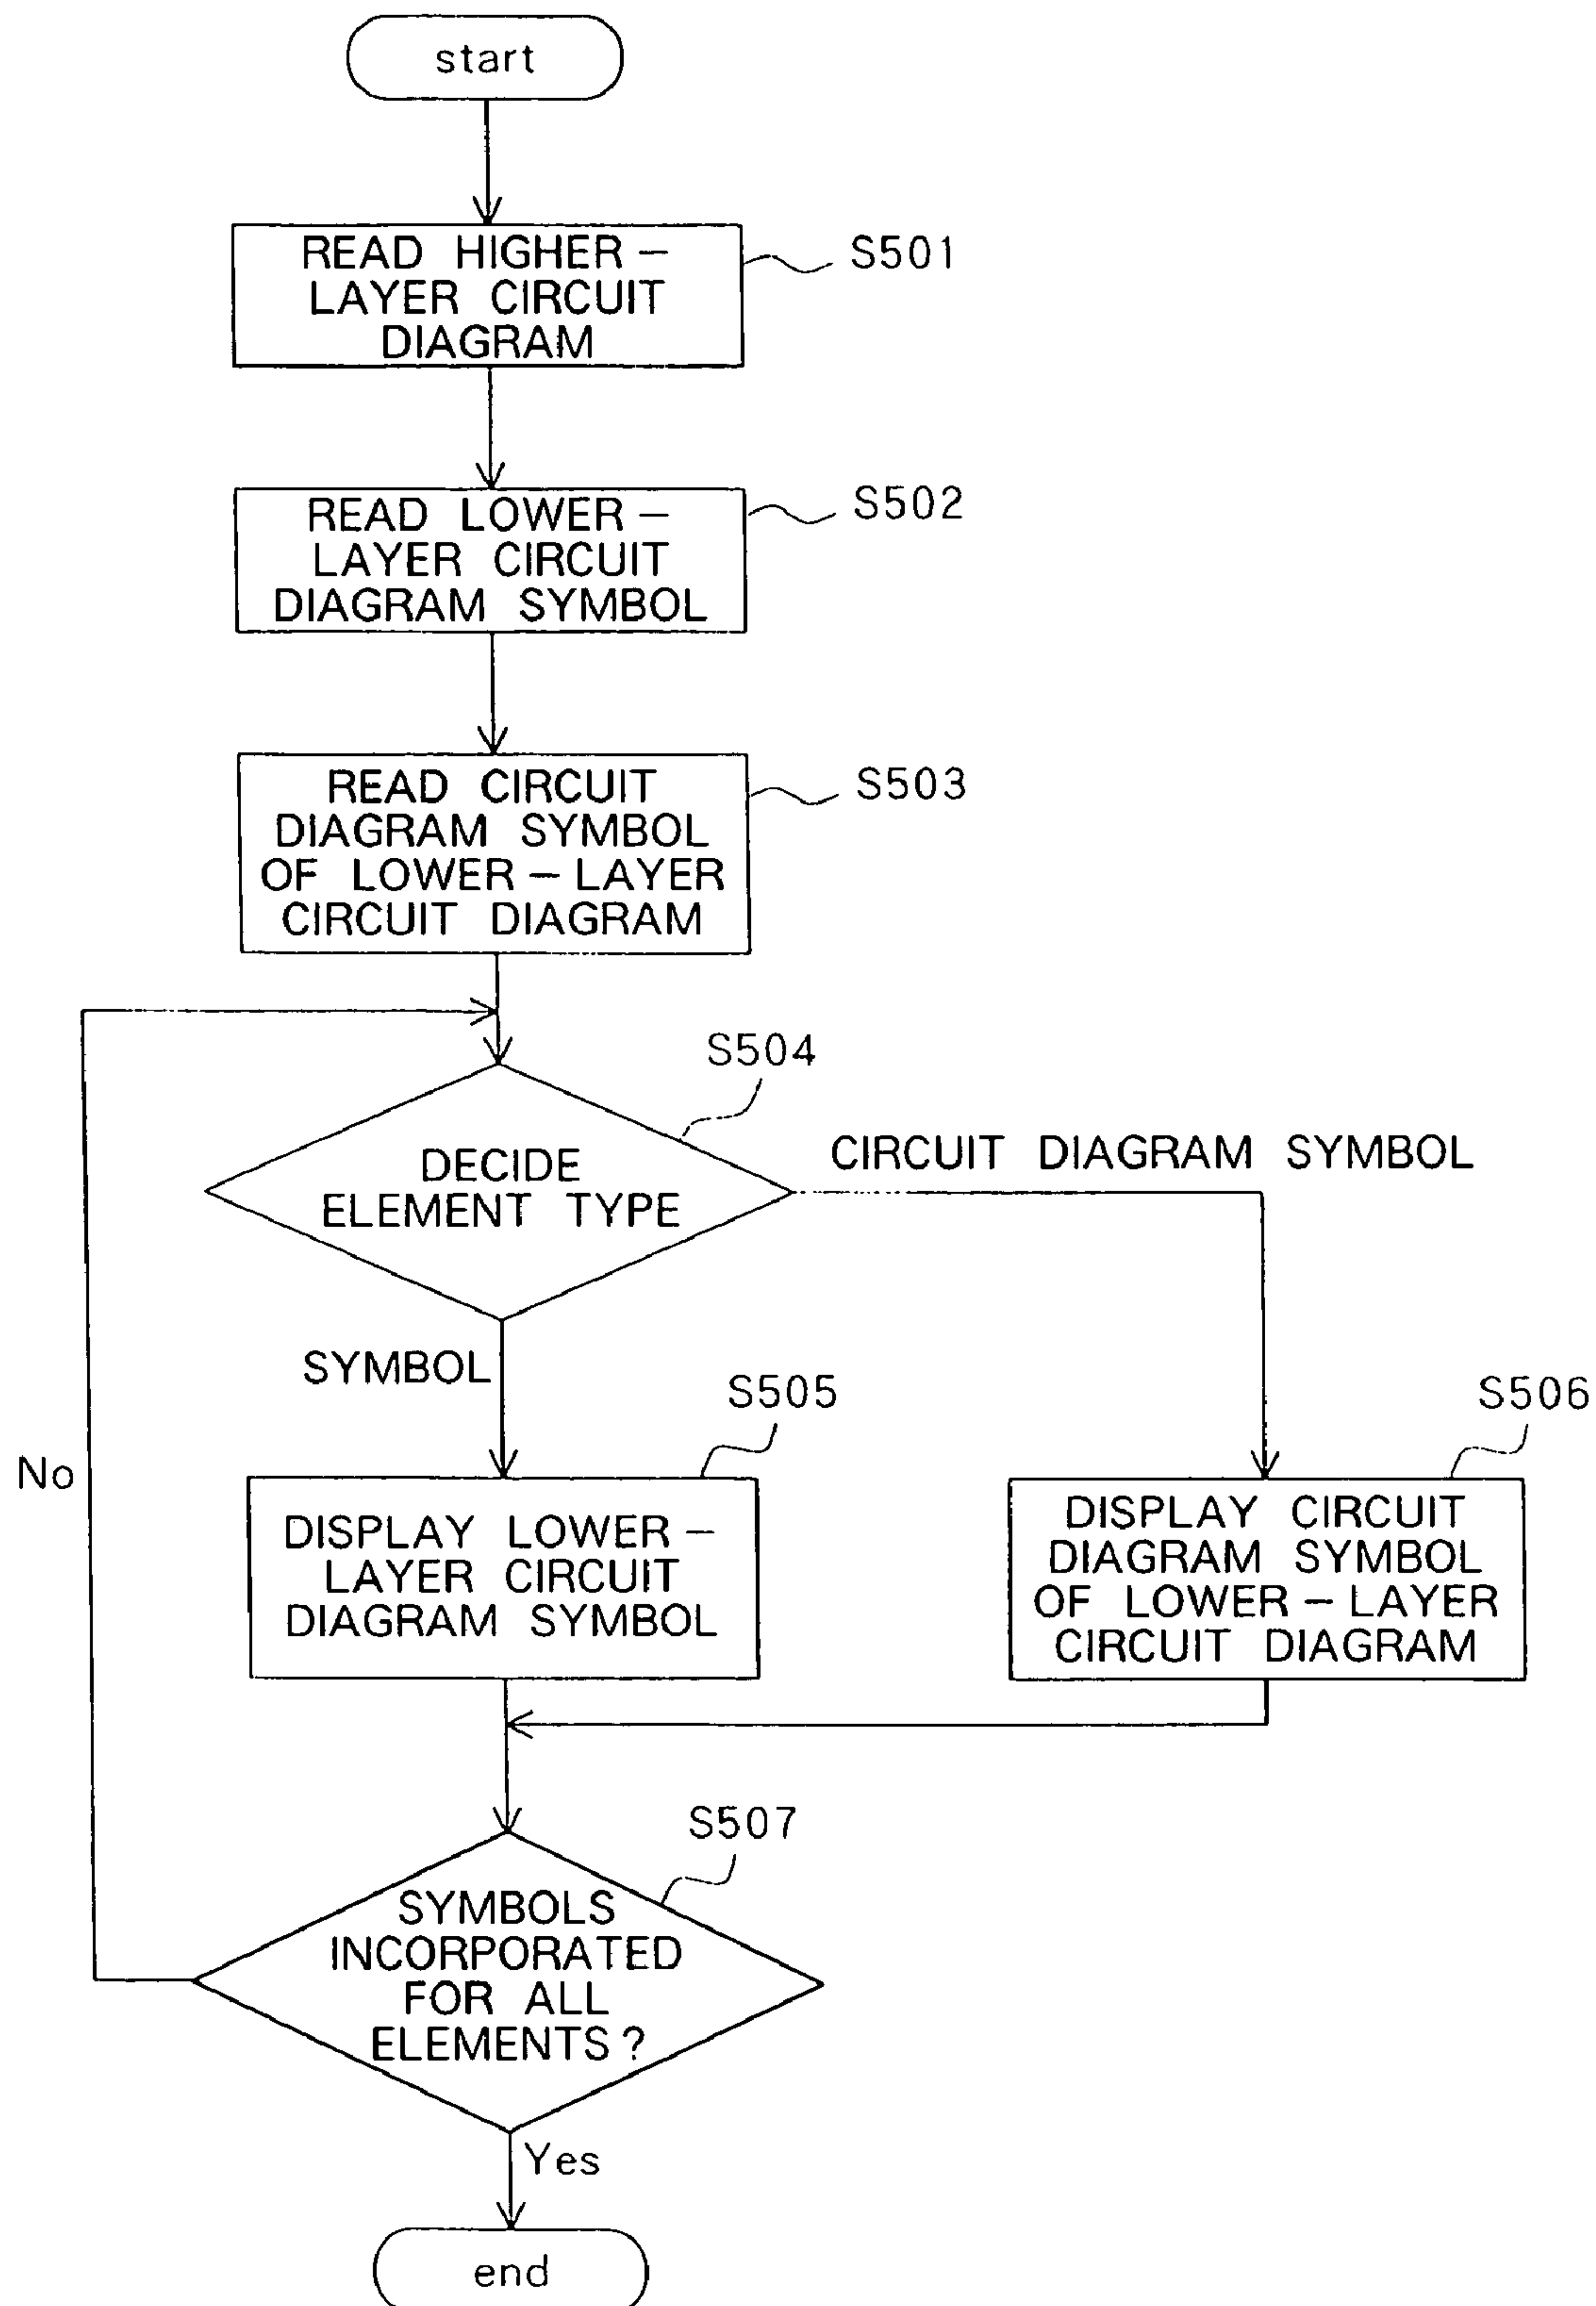 start
READ HIGHER –
LAYER CIRCUIT
DIAGRAM
S501
READ LOWER –
LAYER CIRCUIT
DIAGRAM SYMBOL
S502
READ CIRCUIT
DIAGRAM SYMBOL
OF LOWER – LAYER
CIRCUIT DIAGRAM
S503
S504
DECIDE
ELEMENT TYPE
CIRCUIT DIAGRAM SYMBOL
SYMBOL
S505
S506
No
DISPLAY LOWER –
LAYER CIRCUIT
DIAGRAM SYMBOL
DISPLAY CIRCUIT
DIAGRAM SYMBOL
OF LOWER – LAYER
CIRCUIT DIAGRAM
S507
SYMBOLS
INCORPORATED
FOR ALL
ELEMENTS ?
Yes
end